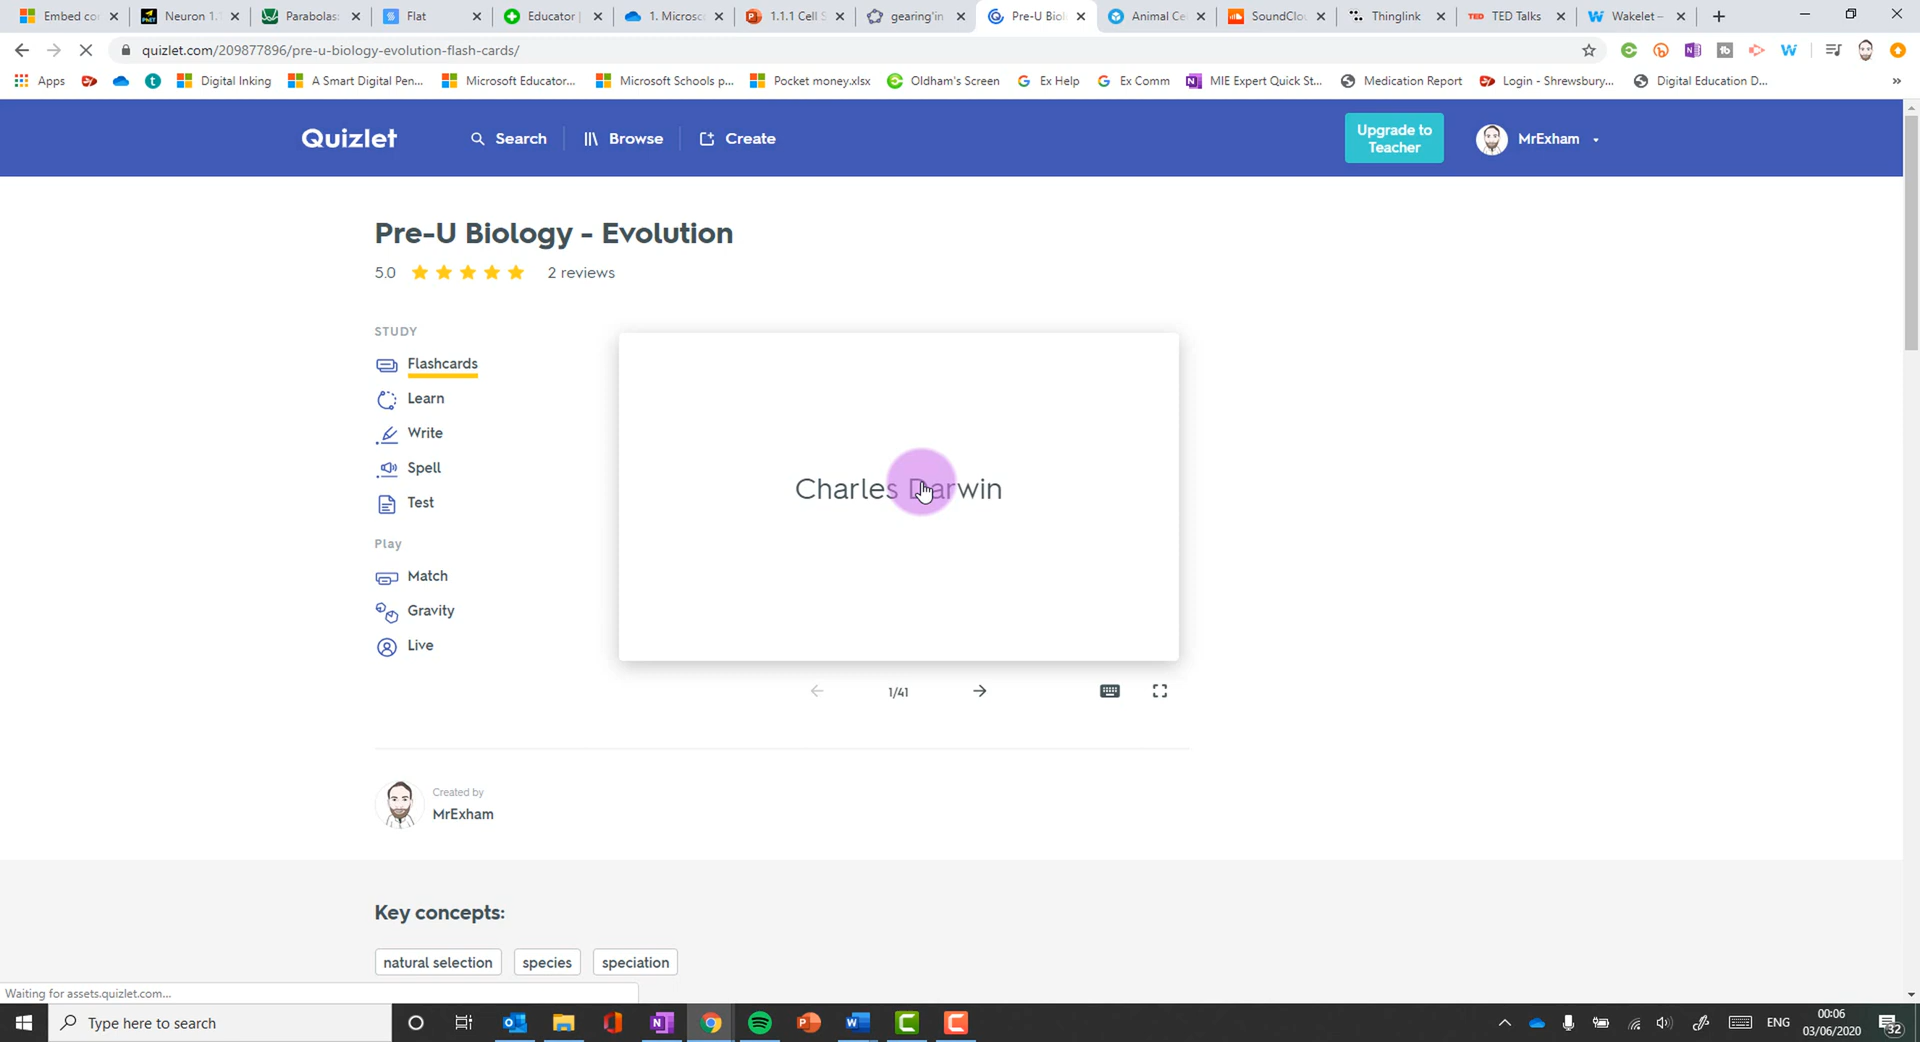 Embed co
Neuron 1.
Parabolas
Flat
Educator |
1. Microsc
1.1.1 Cell S
gearing'in
Pre-U Biol
Animal Ce
SoundClou
Thinglink
TED Talks
Wakelet –
quizlet.com/209877896/pre-u-biology-evolution-flash-cards/
Apps
Digital Inking
A Smart Digital Pen...
Microsoft Educator...
Microsoft Schools p...
Pocket money.xlsx
Oldham's Screen
Ex Help
Ex Comm
MIE Expert Quick St...
Medication Report
Login - Shrewsbury...
Digital Education D...
»
Quizlet
Search
Browse
Create
Upgrade to
Teacher
MrExham
Pre-U Biology - Evolution
5.0
2 reviews
STUDY
Flashcards
Learn
Write
Spell
Test
Play
Match
Gravity
Live
Charles Darwin
1/41
Created by
MrExham
Key concepts:
natural selection
species
speciation
Waiting for assets.quizlet.com...
Type here to search
ENG
00:06
03/06/2020
32